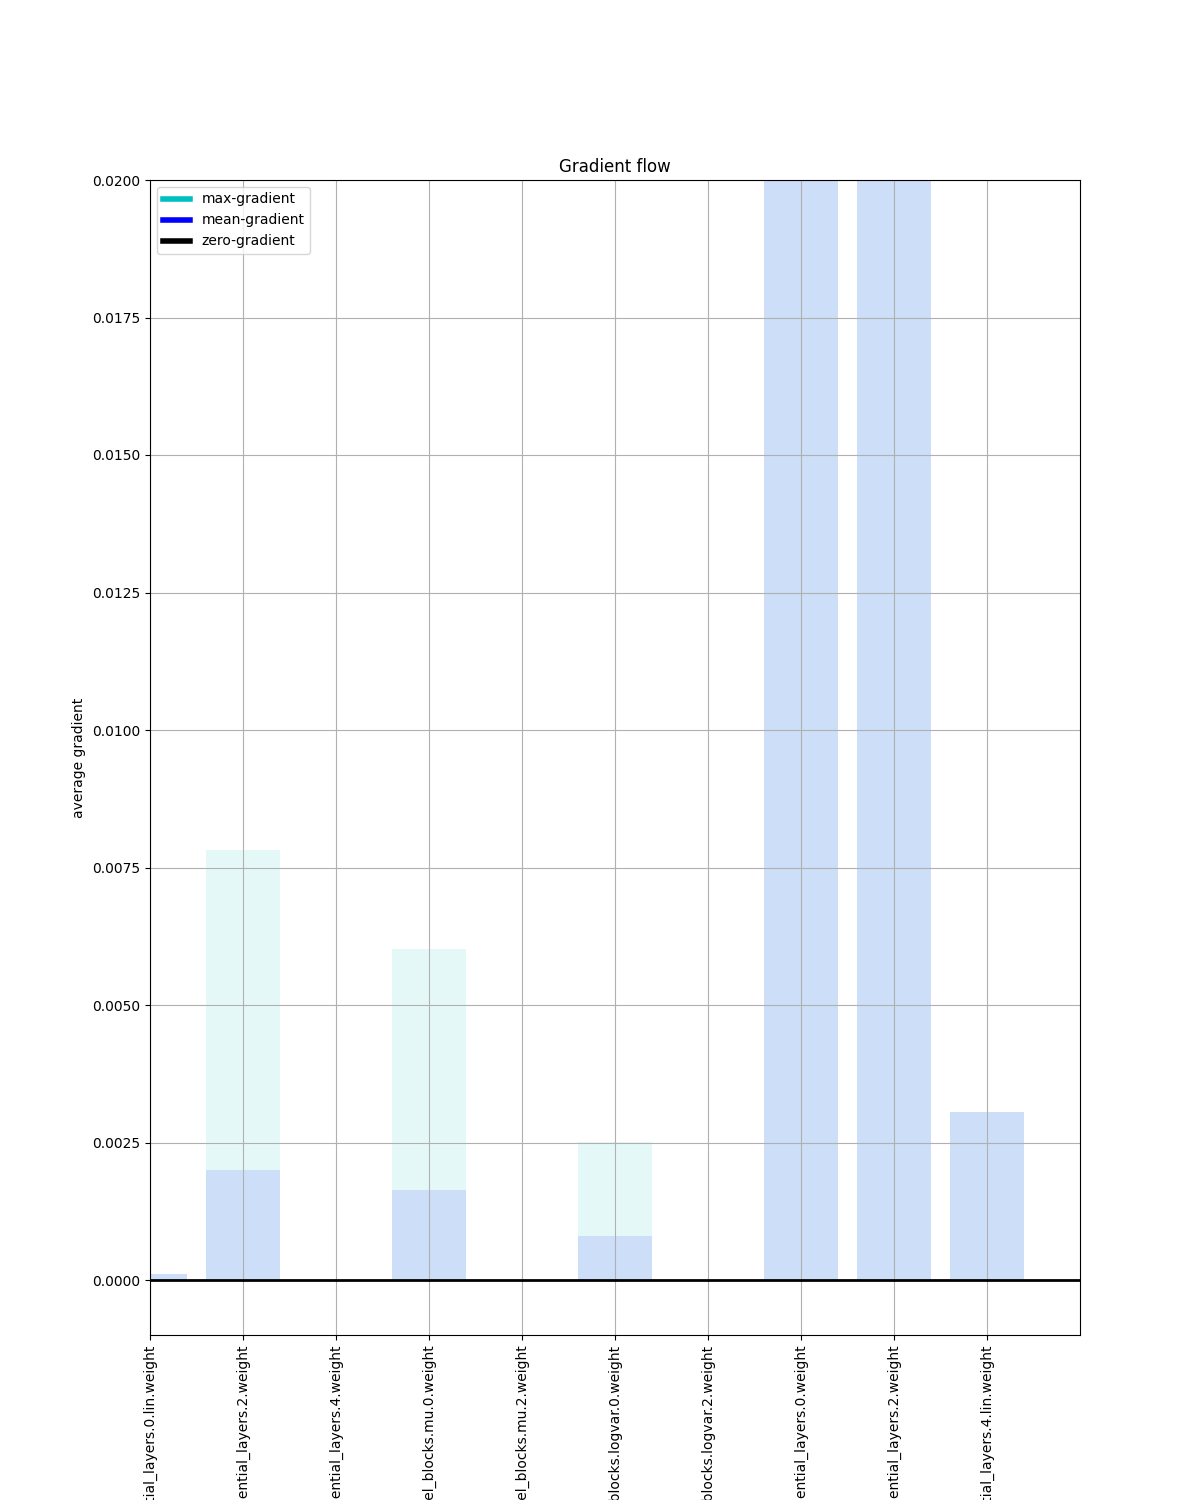 Gradient flow
max-gradient
mean-gradient
zero-gradient
0.0200
0.0175
0.0150
0.0125
0.0100
0.0075
0.0050
0.0025
0.0000
average gradient
tial_layers.0.lin.weight
ential_layers.2.weight
ential_layers.4.weight
el_blocks.mu.0.weight
el_blocks.mu.2.weight
blocks.logvar.0.weight
blocks.logvar.2.weight
ential_layers.0.weight
ential_layers.2.weight
tial_layers.4.lin.weight